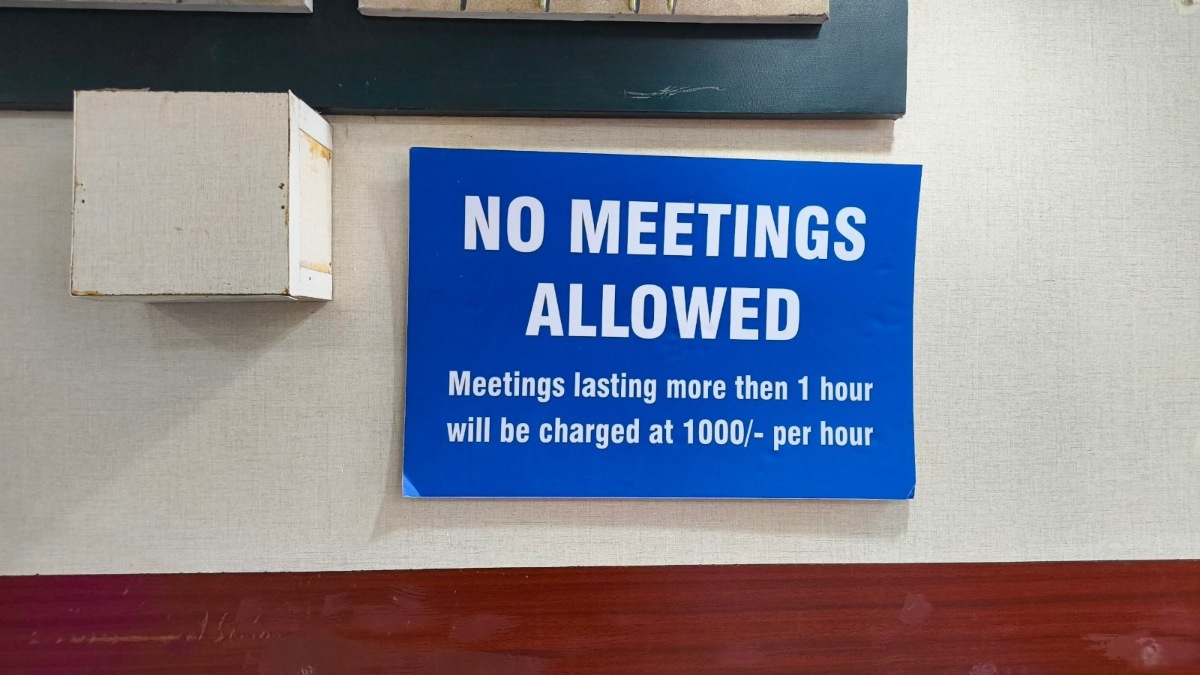 NO MEETINGS
ALLOWED
Meetings lasting more then 1 hour
will be charged at 1000/- per hour